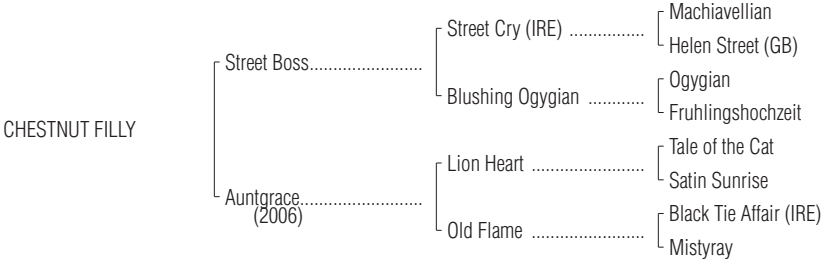 Machiavellian
Street Cry (IRE) ................
Helen Street (GB)
Street Boss.......................
Ogygian
Blushing Ogygian ............
Fruhlingshochzeit
CHESTNUT FILLY
Tale of the Cat
Lion Heart .......................
Satin Sunrise
Auntgrace.........................
(2006)
Black Tie Affair (IRE)
Old Flame .......................
Mistyray